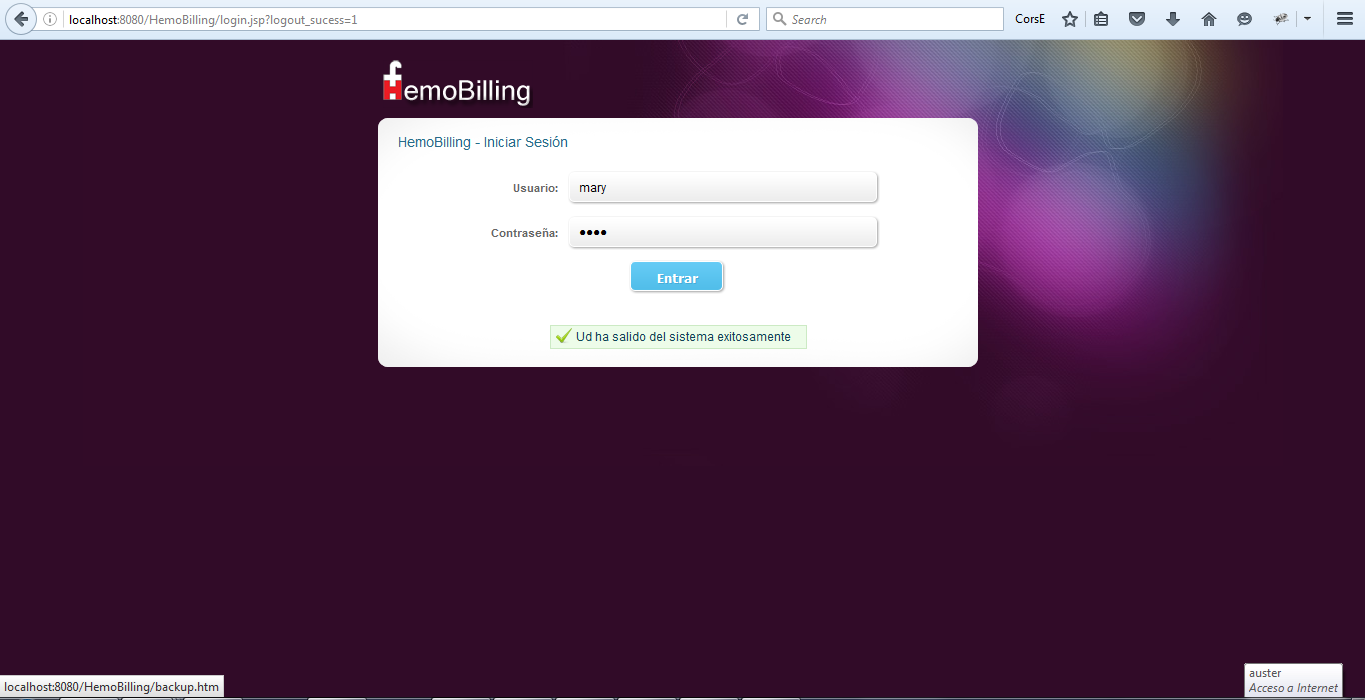 localhost:8080/HemoBilling/login.jsp?logout_sucess=1
Search
CorsE
HemoBilling
HemoBilling - Iniciar Sesión
Usuario: mary
Contraseña: ••••
Entrar
Ud ha salido del sistema exitosamente
auster
Acceso a Internet
localhost:8080/HemoBilling/backup.htm